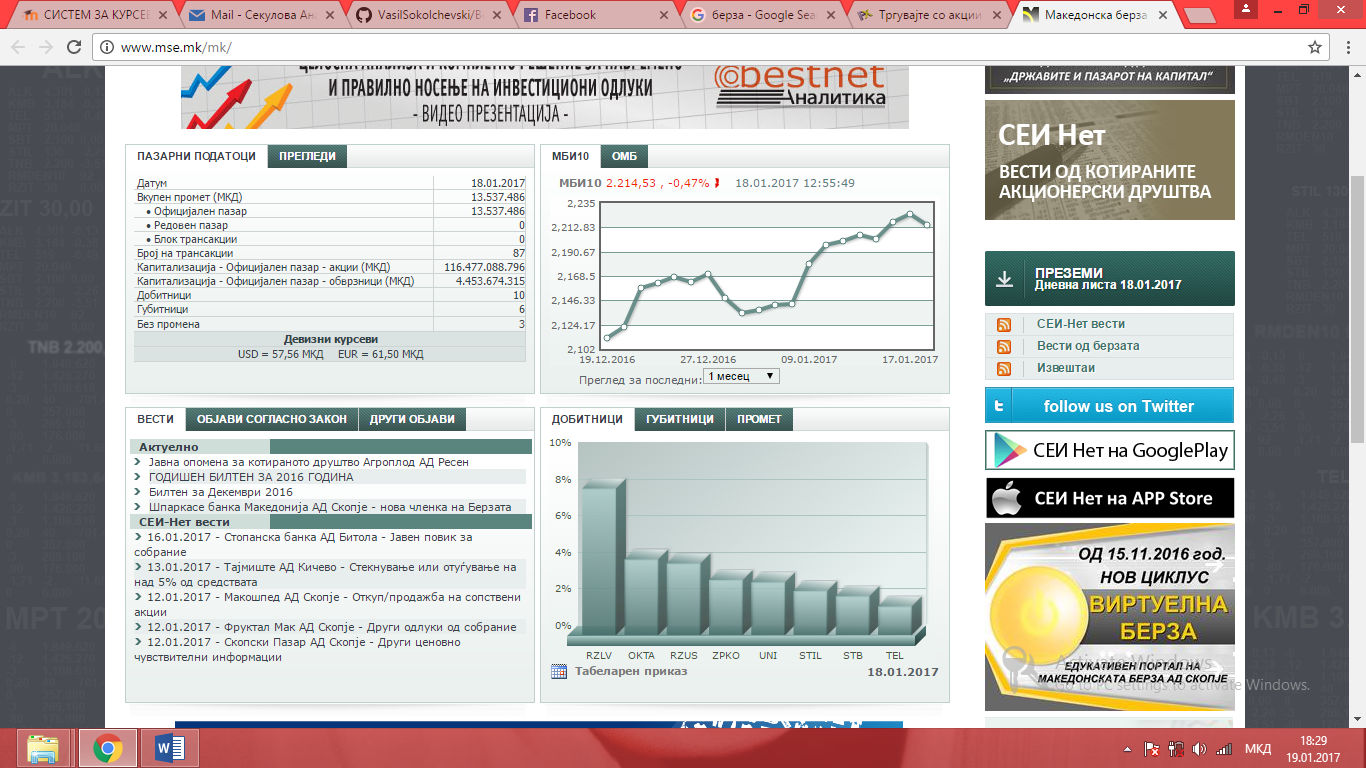 СИСТЕМ ЗА КУРСЕВ
Mail - Секулова Ан
VasilSokolchevski/Be
Facebook
берза - Google Sea
Тргувајте со акции
Македонска берза
www.mse.mk/mk/
ЦЕЛОСНА АНАЛИЗА И КОМПЛЕТНО РЕШЕНИЕ ЗА НАВРЕМЕНО
И ПРАВИЛНО НОСЕЊЕ НА ИНВЕСТИЦИОНИ ОДЛУКИ
- ВИДЕО ПРЕЗЕНТАЦИЈА -
bestnet
Аналитика
„ДРЖАВИТЕ И ПАЗАРОТ НА КАПИТАЛ“
СЕИ Нет
ВЕСТИ ОД КОТИРАНИТЕ
АКЦИОНЕРСКИ ДРУШТВА
ПАЗАРНИ ПОДАТОЦИ ПРЕГЛЕДИ
Датум 18.01.2017
Вкупен промет (МКД) 13.537.486
• Официјален пазар 13.537.486
• Редовен пазар 0
• Блок трансакции 0
Број на трансакции 87
Капитализација - Официјален пазар - акции (МКД) 116.477.088.796
Капитализација - Официјален пазар - обврзници (МКД) 4.453.674.315
Добитници 10
Губитници 6
Без промена 3
Девизни курсеви
USD = 57,56 МКД EUR = 61,50 МКД
МБИ10 ОМБ
МБИ10 2.214,53 , -0,47% 18.01.2017 12:55:49
2,235
2,212.83
2,190.67
2,168.5
2,146.33
2,124.17
2,102
19.12.2016 27.12.2016 09.01.2017 17.01.2017
Преглед за последни: 1 месец
ПРЕЗЕМИ
Дневна листа 18.01.2017
СЕИ-Нет вести
Вести од берзата
Извештаи
follow us on Twitter
СЕИ Нет на GooglePlay
СЕИ Нет на APP Store
ОД 15.11.2016 год.
НОВ ЦИКЛУС
ВИРТУЕЛНА
БЕРЗА
ЕДУКАТИВЕН ПОРТАЛ НА
МАКЕДОНСКАТА БЕРЗА АД СКОПЈЕ
ВЕСТИ ОБЈАВИ СОГЛАСНО ЗАКОН ДРУГИ ОБЈАВИ
Актуелно
Јавна опомена за котираното друштво Агроплод АД Ресен
ГОДИШЕН БИЛТЕН ЗА 2016 ГОДИНА
Билтен за Декември 2016
Шпаркасе банка Македонија АД Скопје - нова членка на Берзата
СЕИ-Нет вести
16.01.2017 - Стопанска банка АД Битола - Јавен повик за
собрание
13.01.2017 - Тајмиште АД Кичево - Стекнување или отуѓување на
над 5% од средствата
12.01.2017 - Макошпед АД Скопје - Откуп/продажба на сопствени
акции
12.01.2017 - Фруктал Мак АД Скопје - Други одлуки од собрание
12.01.2017 - Скопски Пазар АД Скопје - Други ценовно
чувствителни информации
ДОБИТНИЦИ ГУБИТНИЦИ ПРОМЕТ
10%
8%
6%
4%
2%
0%
RZLV OKTA RZUS ZPKO UNI STIL STB TEL
Табеларен приказ 18.01.2017
Activate Windows
Go to PC settings to activate Windows.
МКД
18:29
19.01.2017